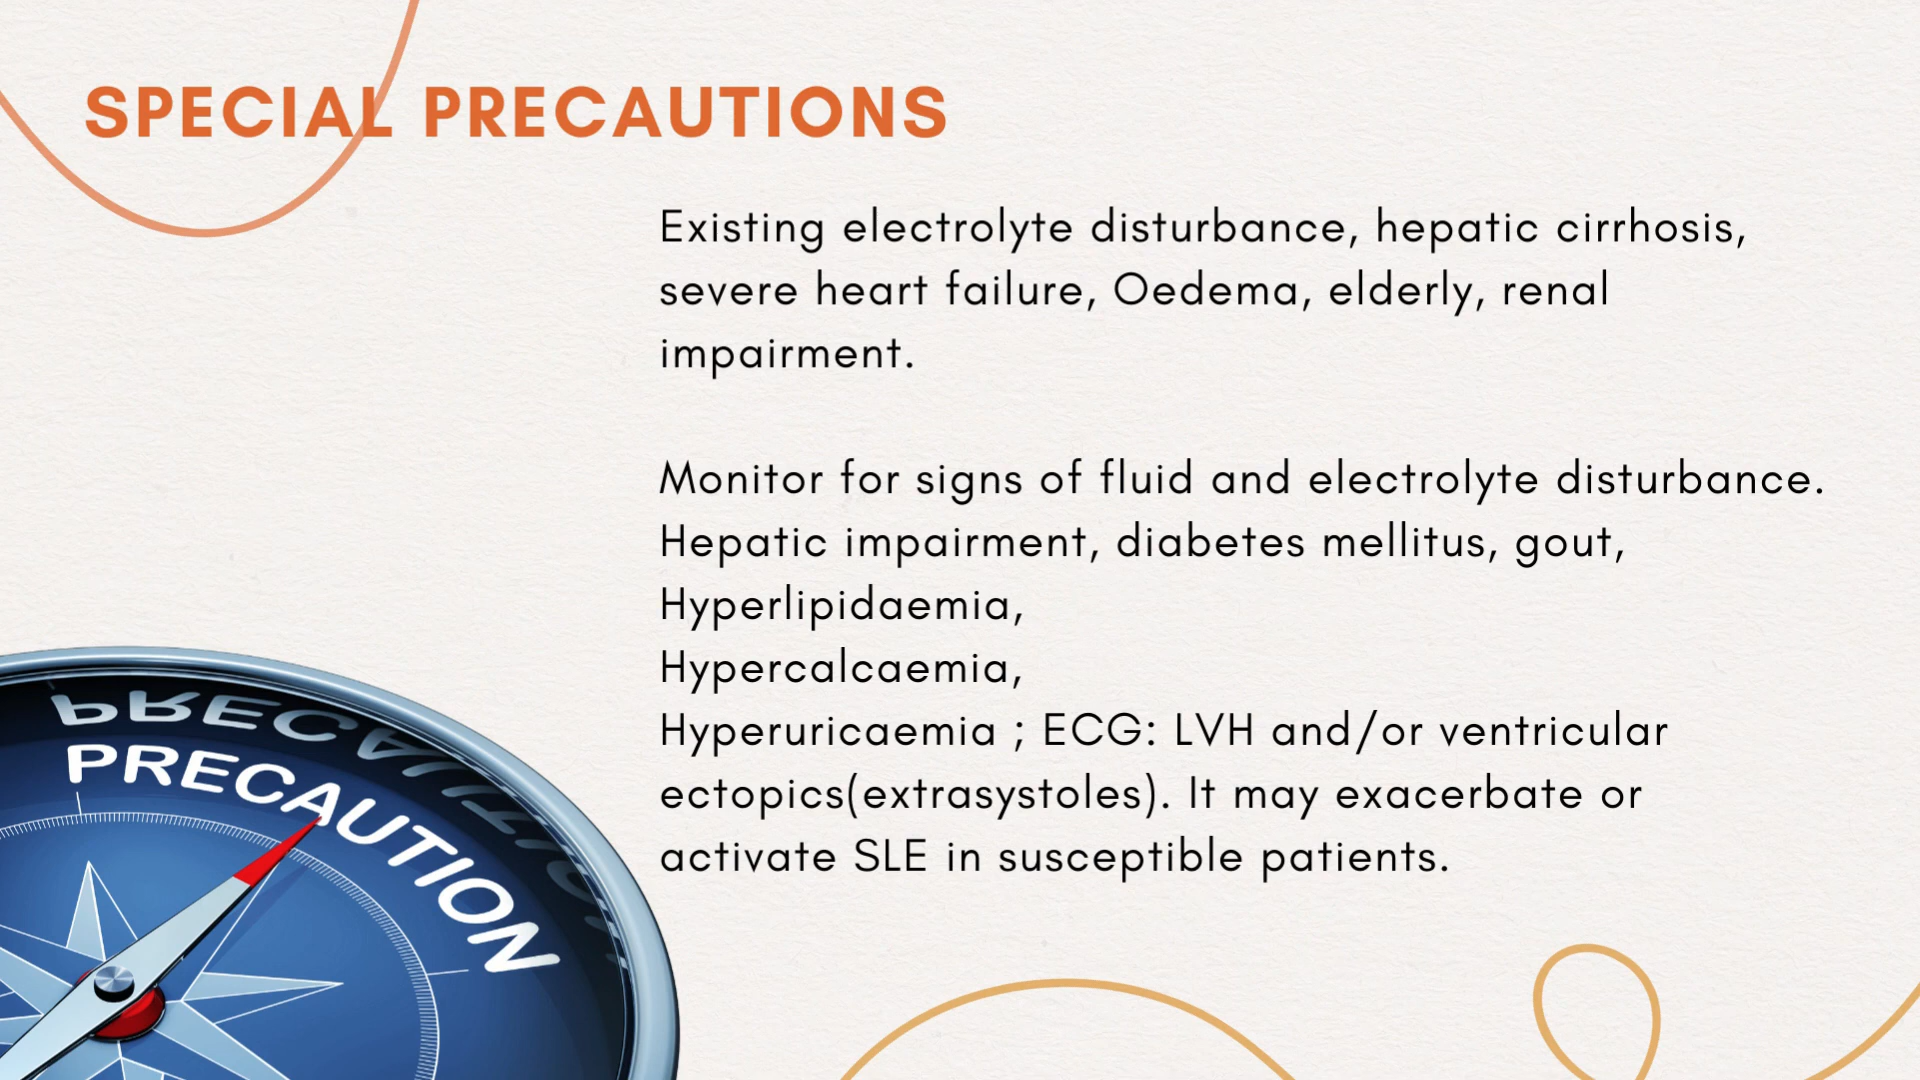 SPECIAL PRECAUTIONS
Existing electrolyte disturbance, hepatic cirrhosis,
severe heart failure, Oedema, elderly, renal
impairment.
Monitor for signs of fluid and electrolyte disturbance.
Hepatic impairment, diabetes mellitus, gout,
Hyperlipidaemia,
Hypercalcaemia,
Hyperuricaemia ; ECG: LVH and/or ventricular
ectopics(extrasystoles). It may exacerbate or
activate SLE in susceptible patients.
PRECAUTION
PRECAUTION